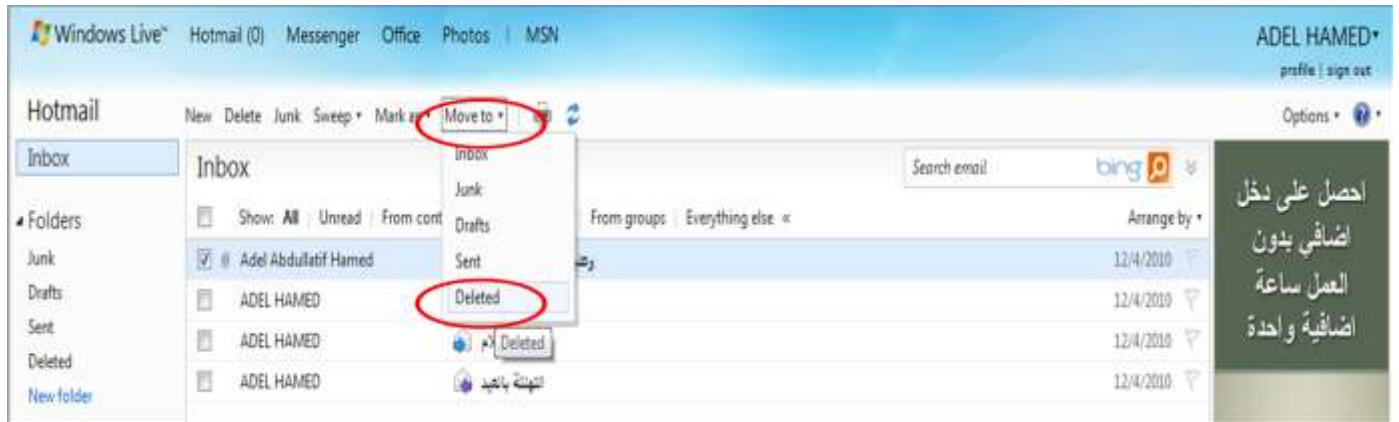 Windows Live™ Hotmail (0) Messenger Office Photos | MSN ADEL HAMED
profile | sign out
Hotmail New Delete Junk Sweep Mark as Move to Options
Inbox
Inbox
Junk
Drafts
Sent
Deleted
Deleted
Inbox Search email bing
Show: All Unread From cont From groups Everything else « Arrange by
Adel Abdullatif Hamed 12/4/2010
ADEL HAMED 12/4/2010
ADEL HAMED 12/4/2010
ADEL HAMED التهنئة بالعيد 12/4/2010
Folders
Junk
Drafts
Sent
Deleted
New folder
احصل على دخل
اضافي بدون
العمل ساعة
اضافية واحدة